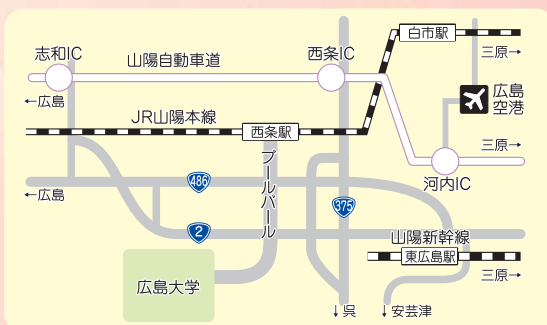 白市駅
三原→
志和IC
山陽自動車道
西条IC
←広島
広島
空港
JR山陽本線
西条駅
三原→
ブールバール
河内IC
486
←広島
375
2
山陽新幹線
東広島駅
広島大学
三原→
↓呉
↓安芸津